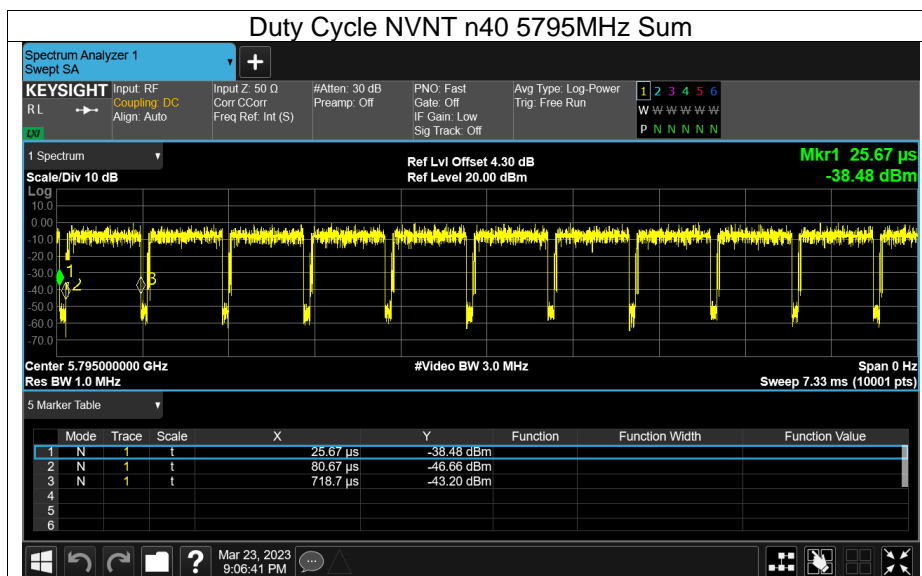 Duty Cycle NVNT n40 5795MHz Sum
Spectrum Analyzer 1
Swept SA
+
KEYSIGHT Input: RF Input Z: 50 Ω #Atten: 30 dB PNO: Fast Avg Type: Log-Power 1 2 3 4 5 6
RL Coupling: DC Corr CCorr Preamp: Off Gate: Off Trig: Free Run
Align: Auto Freq Ref: Int (S) IF Gain: Low W W W W W W
LXI Sig Track: Off P N N N N N
1 Spectrum Ref Lvl Offset 4.30 dB Mkr1 25.67 µs
Scale/Div 10 dB Ref Level 20.00 dBm -38.48 dBm
Log
10.0
0.00
-10.0
-20.0
-30.0
-40.0
-50.0
-60.0
-70.0
1
2
3
Center 5.795000000 GHz #Video BW 3.0 MHz Span 0 Hz
Res BW 1.0 MHz Sweep 7.33 ms (10001 pts)
5 Marker Table
Mode Trace Scale X Y Function Function Width Function Value
1 N 1 t 25.67 µs -38.48 dBm
2 N 1 t 80.67 µs -46.66 dBm
3 N 1 t 718.7 µs -43.20 dBm
4
5
6
? Mar 23, 2023
9:06:41 PM